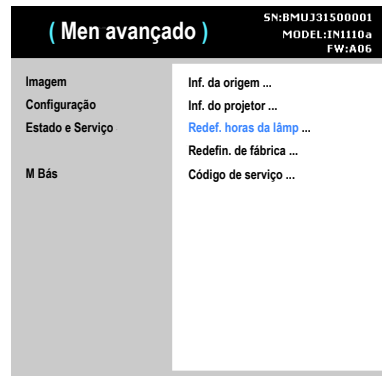 ( Men avançado )
SN:BMUJ31500001
MODEL:IN1110a
FW:A06
Imagem
Configuração
Estado e Serviço
M Bás
Inf. da origem ...
Inf. do projetor ...
Redef. horas da lâmp ...
Redefin. de fábrica ...
Código de serviço ...